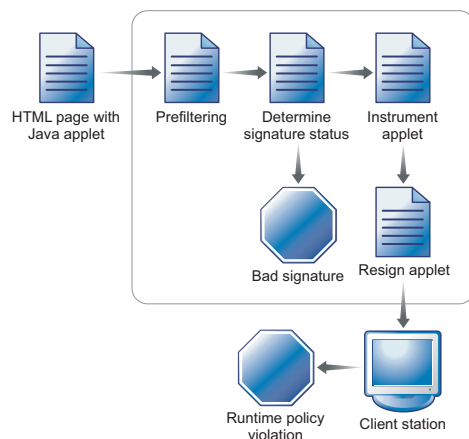 HTML page with
Java applet
Prefiltering
Determine
signature status
Instrument
applet
Bad signature
Resign applet
Runtime policy
violation
Client station